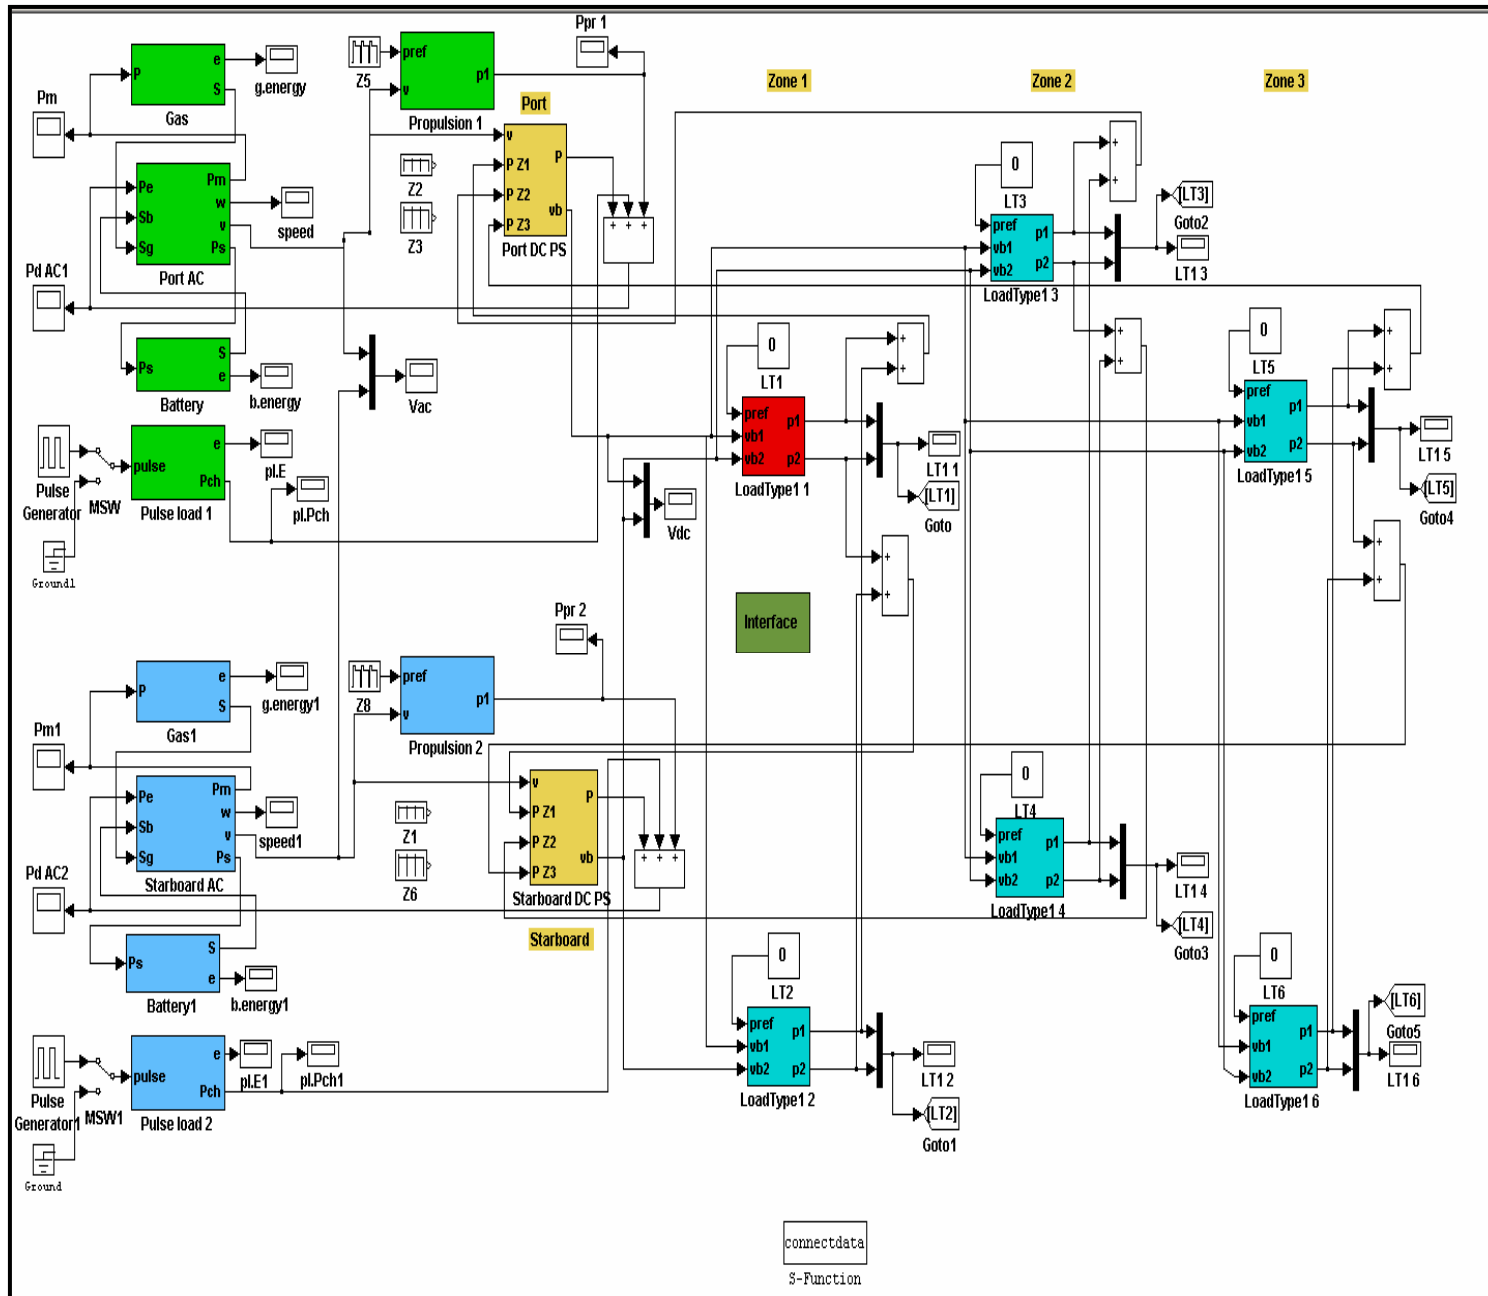 Ppr 1
Zone 1
Zone 2
Zone 3
Gas
P
e
S
g.energy
Pm
Z5
pref
v
p1
Propulsion 1
Port
v
P Z1
P Z2
P Z3
P
vb
Port DC PS
Z2
Z3
Pe
Sb
Sg
Pm
w
v
Ps
Port AC
speed
Pd AC1
Ps
S
e
Battery
b.energy
Vac
Pulse
Generator
MSW
pulse
e
Pch
Pulse load 1
pl.E
pl.Pch
Ground1
Vdc
0
LT1
pref
vb1
vb2
p1
p2
LoadType1 1
+
+
LT1 1
[LT1]
Goto
+
+
0
LT3
pref
vb1
vb2
p1
p2
LoadType1 3
+
+
[LT3]
Goto2
LT1 3
+
+
0
LT5
pref
vb1
vb2
p1
p2
LoadType1 5
+
+
LT1 5
[LT5]
Goto4
+
+
+ + +
Interface
Ppr 2
P
e
S
Gas1
g.energy1
Pm1
Z8
pref
v
p1
Propulsion 2
Pe
Sb
Sg
Pm
w
v
Ps
Starboard AC
speed1
Z1
Z6
v
P Z1
P Z2
P Z3
P
vb
Starboard DC PS
+ + +
Starboard
Pd AC2
Ps
S
e
Battery1
b.energy1
Pulse
Generator1
MSW1
pulse
e
Pch
Pulse load 2
pl.E1
pl.Pch1
Ground
0
LT2
pref
vb1
vb2
p1
p2
LoadType1 2
LT1 2
[LT2]
Goto1
0
LT4
pref
vb1
vb2
p1
p2
LoadType1 4
LT1 4
[LT4]
Goto3
0
LT6
pref
vb1
vb2
p1
p2
LoadType1 6
[LT6]
Goto5
LT1 6
connectdata
S-Function